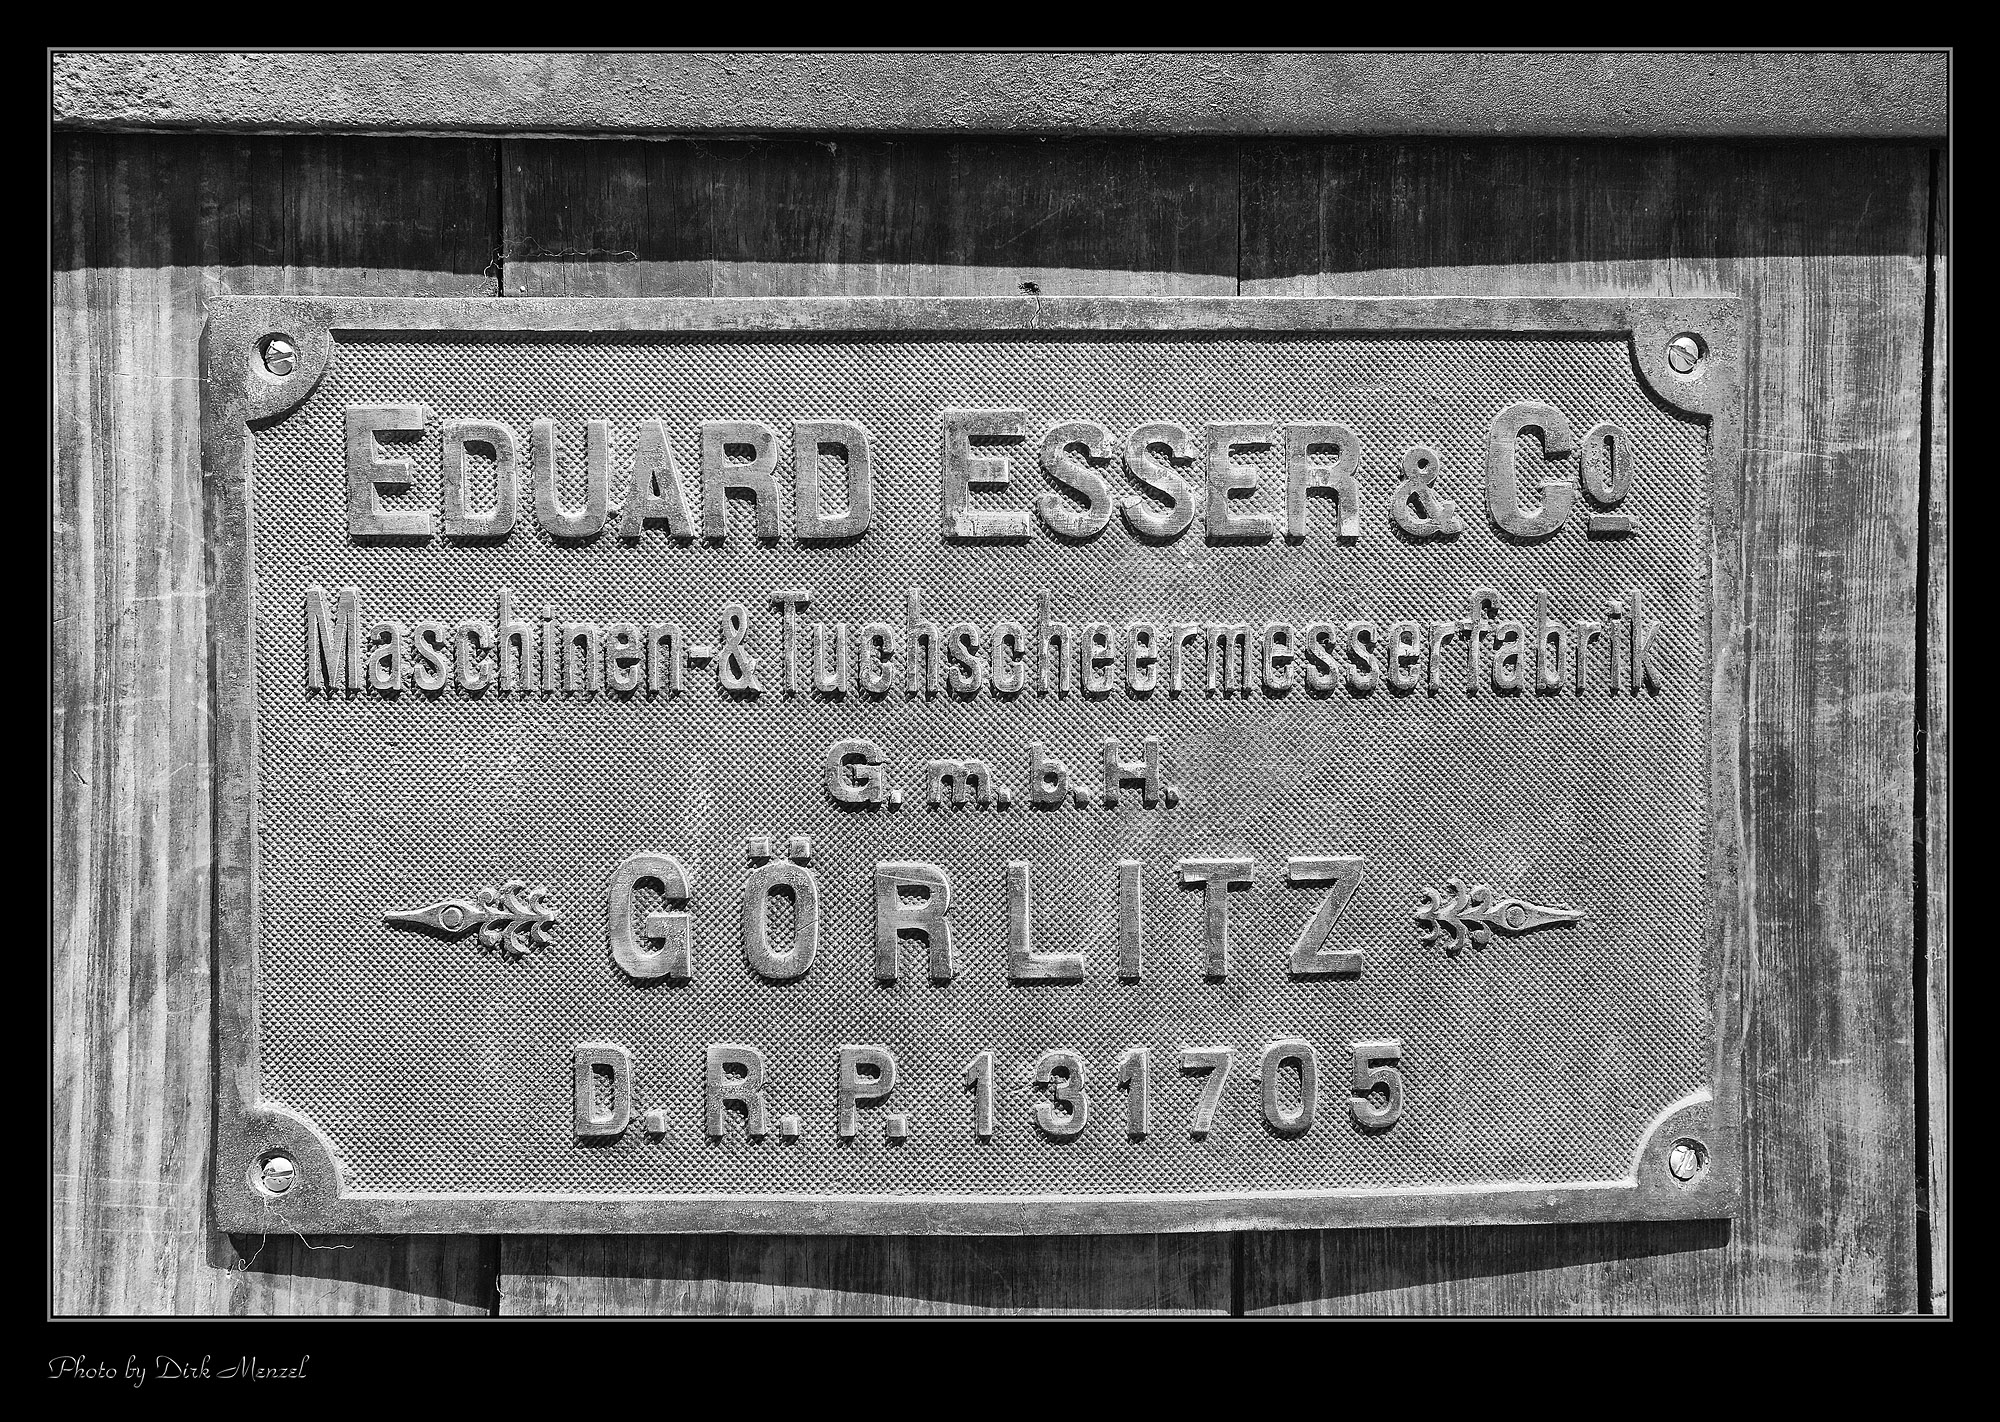 EDUARD ESSER & Co
Maschinen-&Tuchscheermesserfabrik
G.m.b.H.
GÖRLITZ
D.R.P. 131705
Photo by Dirk Menzel